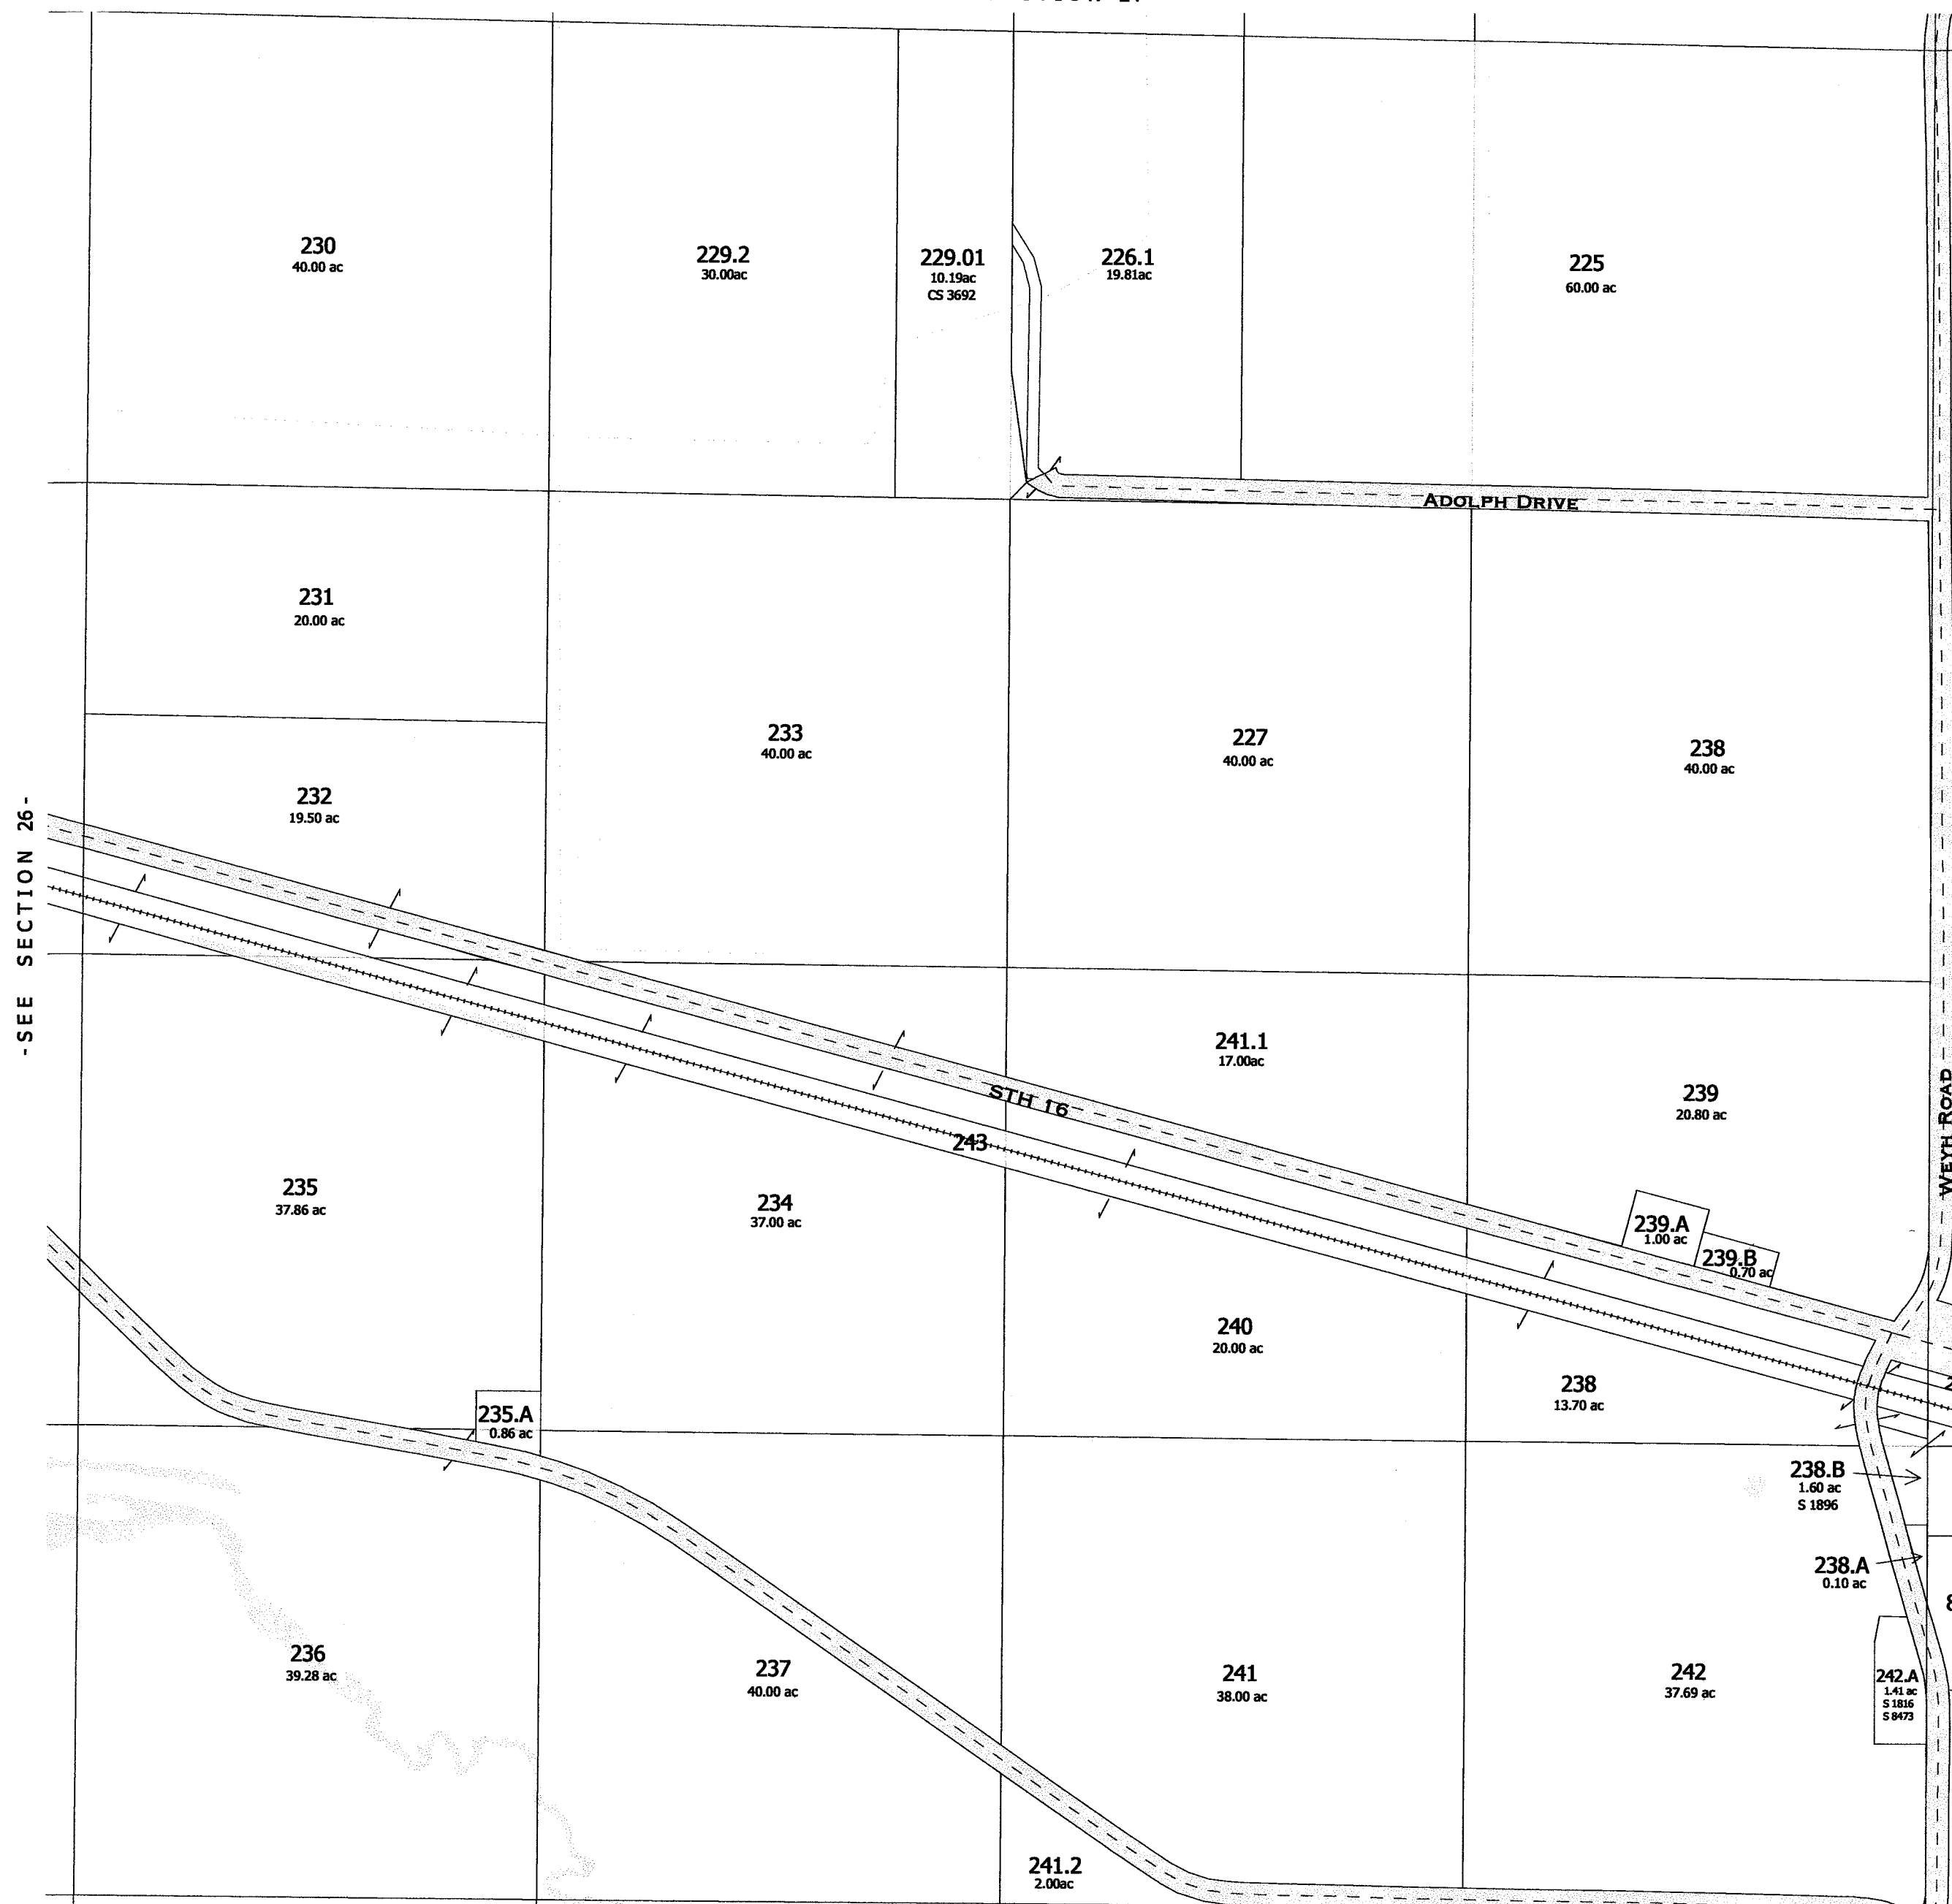 230
40.00 ac
229.2
30.00ac
229.01
10.19ac
CS 3692
226.1
19.81ac
225
60.00 ac
ADOLPH DRIVE
231
20.00 ac
232
19.50 ac
233
40.00 ac
227
40.00 ac
238
40.00 ac
-SEE SECTION 26-
STH 16
243
241.1
17.00ac
239
20.80 ac
WEYH ROAD
239.A
1.00 ac
239.B
0.70 ac
235
37.86 ac
234
37.00 ac
240
20.00 ac
238
13.70 ac
235.A
0.86 ac
238.B
1.60 ac
S 1896
238.A
0.10 ac
236
39.28 ac
237
40.00 ac
241
38.00 ac
242
37.69 ac
242.A
1.41 ac
S 1816
S 8473
241.2
2.00ac